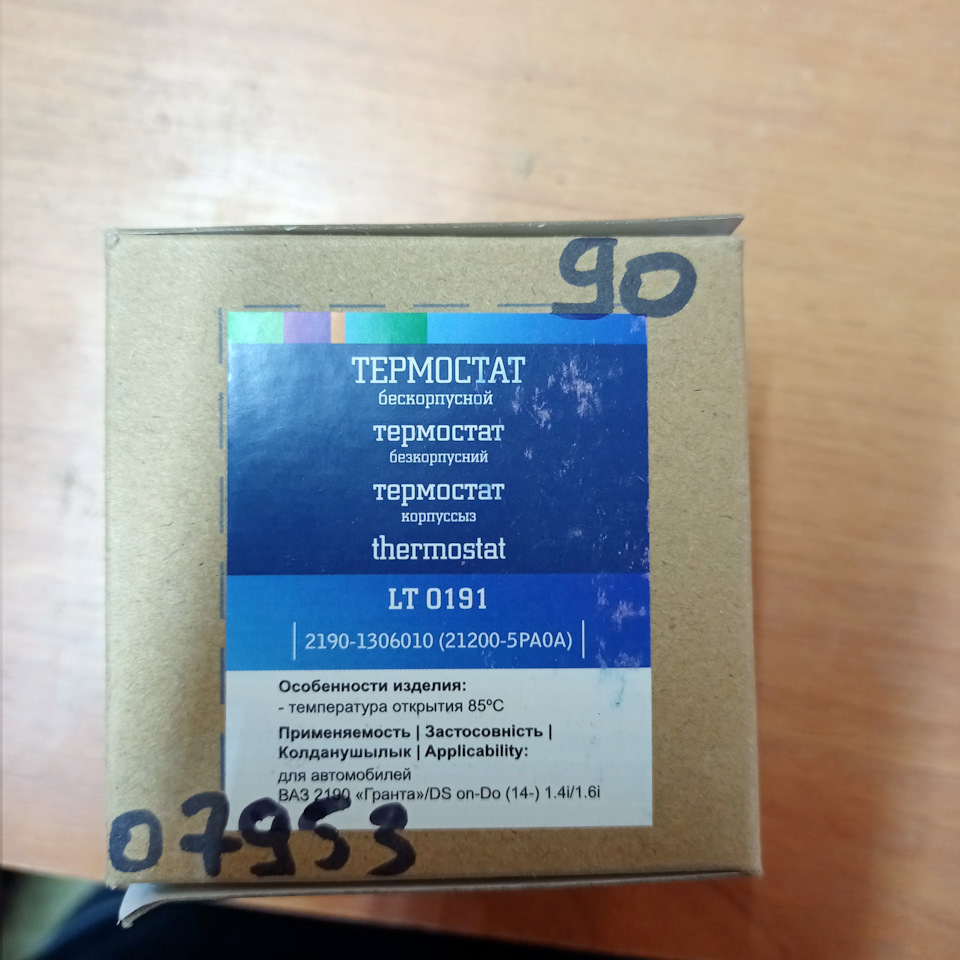 90
ТЕРМОСТАТ
бескорпусной
термостат
безкорпусний
термостат
корпуссыз
thermostat
LT 0191
2190-1306010 (21200-5PA0A)
Особенности изделия:
- температура открытия 85ºС
Применяемость | Застосовність |
Колданушылык | Applicability:
для автомобилей
ВАЗ 2190 «Гранта»/DS on-Do (14-) 1.4i/1.6i
07953